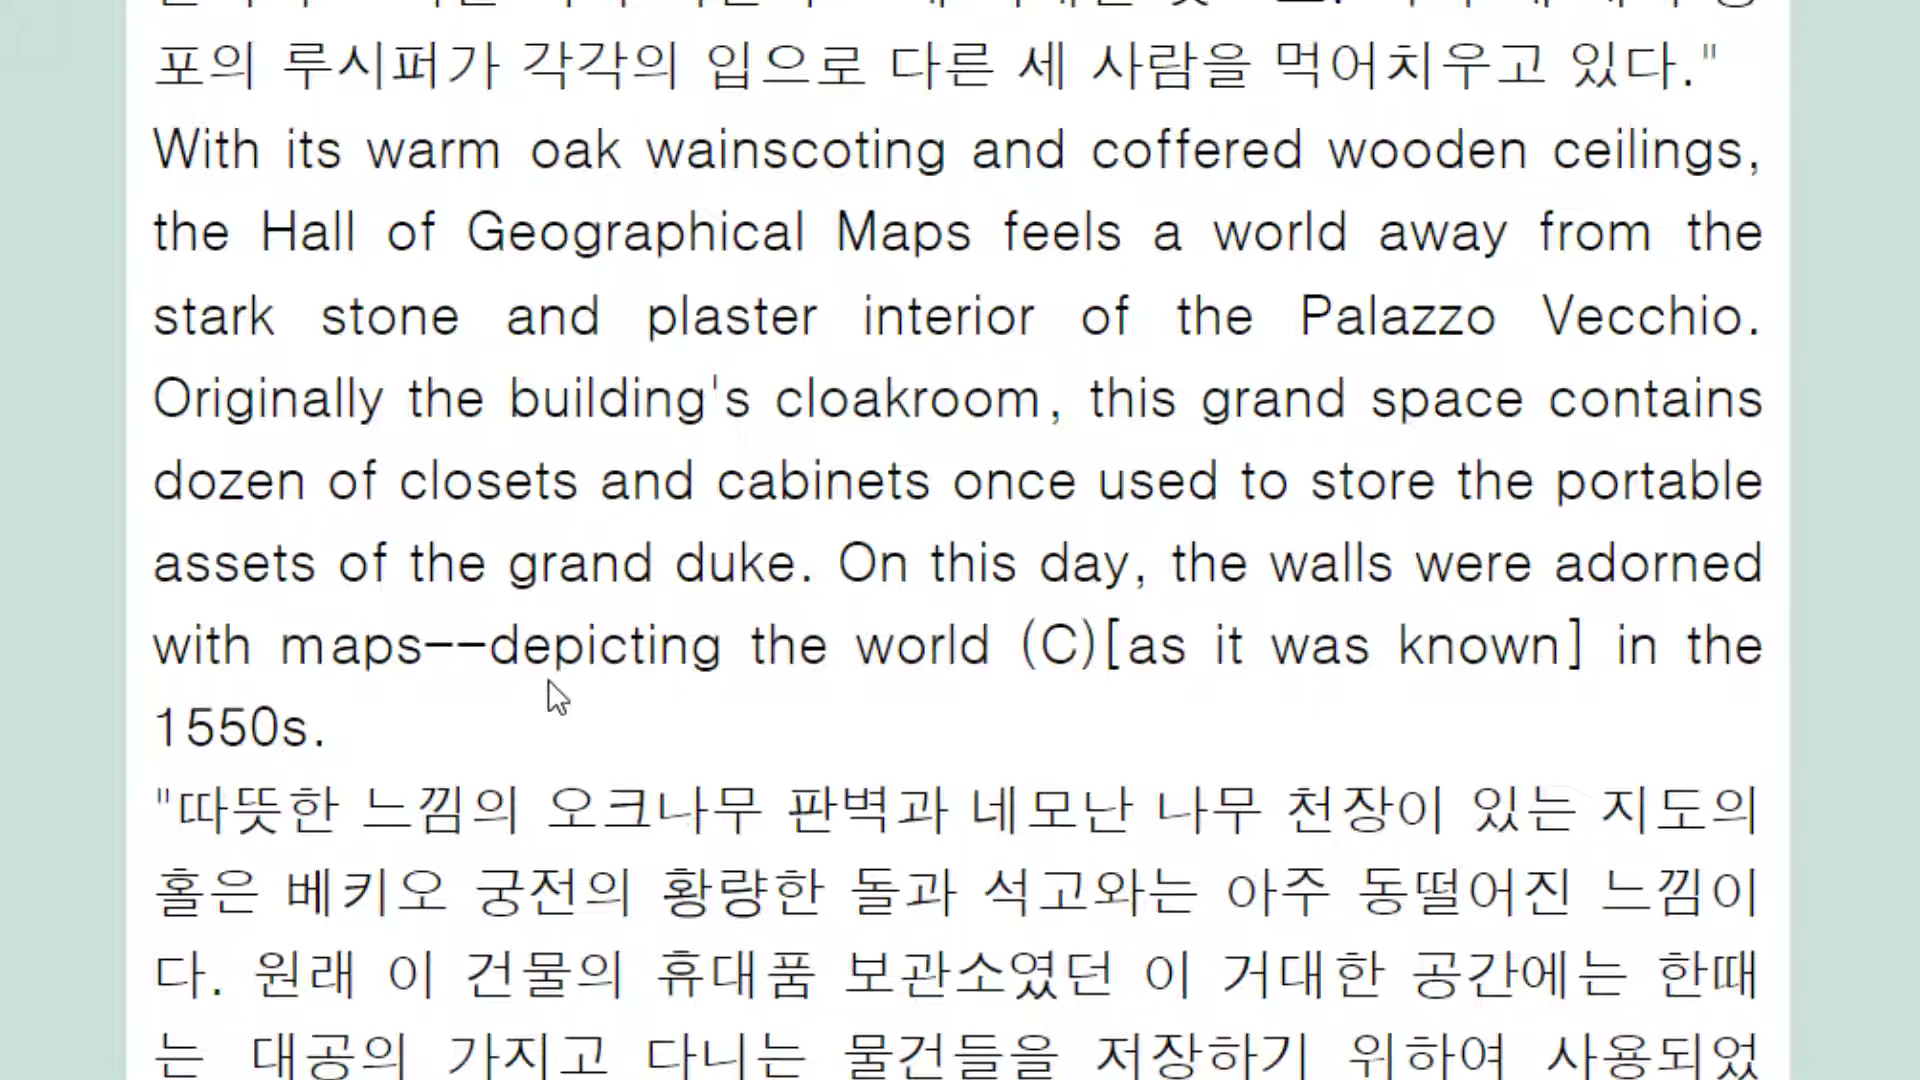 포의 루시퍼가 각각의 입으로 다른 세 사람을 먹어치우고 있다."
With its warm oak wainscoting and coffered wooden ceilings,
the Hall of Geographical Maps feels a world away from the
stark stone and plaster interior of the Palazzo Vecchio.
Originally the building's cloakroom, this grand space contains
dozen of closets and cabinets once used to store the portable
assets of the grand duke. On this day, the walls were adorned
with maps--depicting the world (C)[as it was known] in the
1550s.
"따뜻한 느낌의 오크나무 판벽과 네모난 나무 천장이 있는 지도의
홀은 베키오 궁전의 황량한 돌과 석고와는 아주 동떨어진 느낌이
다. 원래 이 건물의 휴대품 보관소였던 이 거대한 공간에는 한때
는 대공의 가지고 다니는 물건들을 저장하기 위하여 사용되었